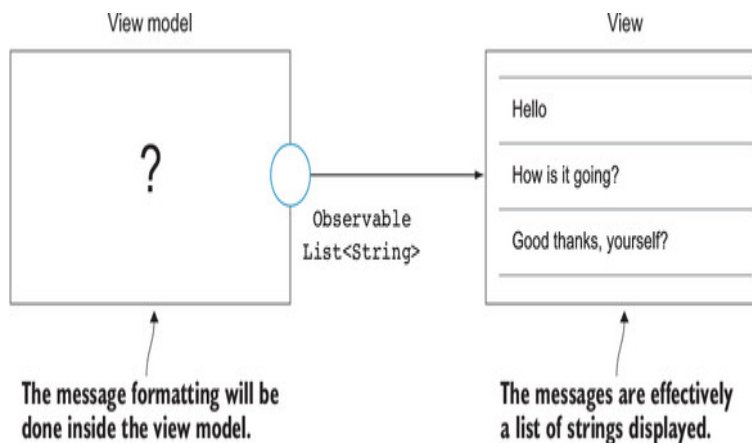 View model
View
?
Hello
How is it going?
Good thanks, yourself?
Observable
List<String>
The message formatting will be
done inside the view model.
The messages are effectively
a list of strings displayed.